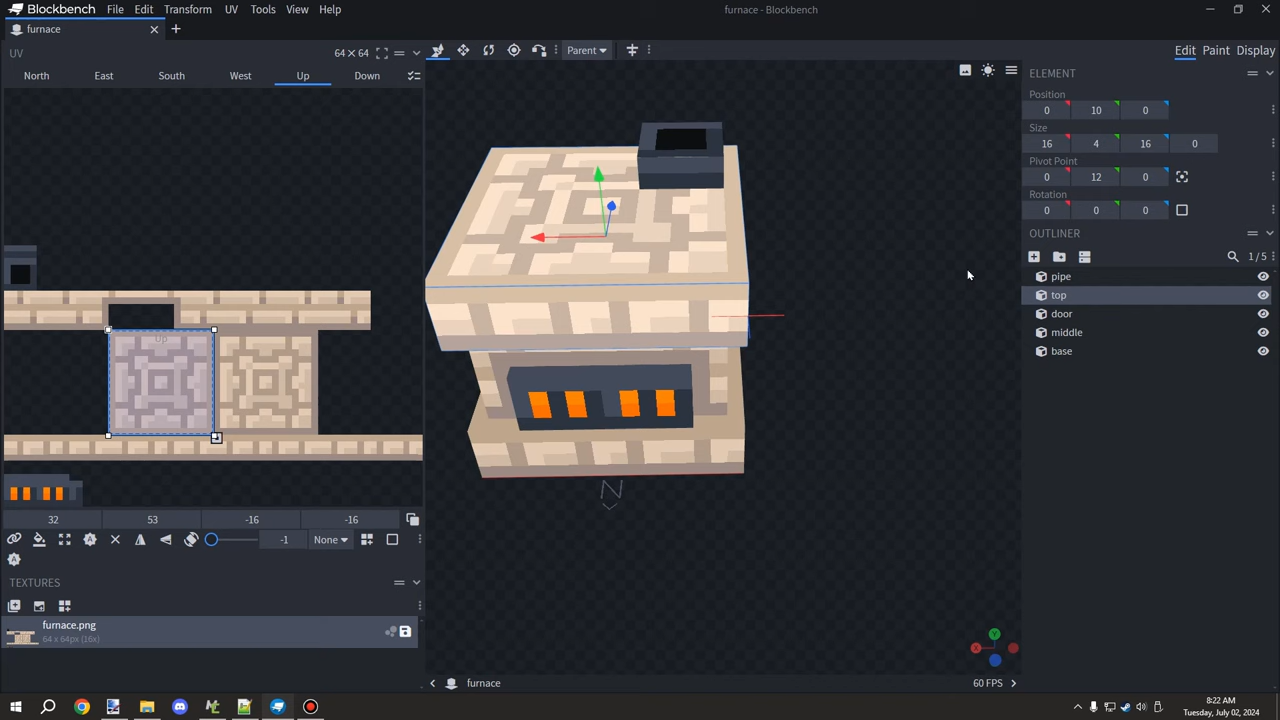 Blockbench File Edit Transform UV Tools View Help
furnace - Blockbench
furnace
UV 64 × 64
North East South West Up Down
Parent
Edit Paint Display
ELEMENT
Position
0 10 0
Size
16 4 16 0
Pivot Point
0 12 0
Rotation
0 0 0
OUTLINER
1/5
pipe
top
door
middle
base
Up
N
32 53 -16 -16
-1 None
TEXTURES
furnace.png
64 x 64px (16x)
furnace
60 FPS
X
Y
8:22 AM
Tuesday, July 02, 2024